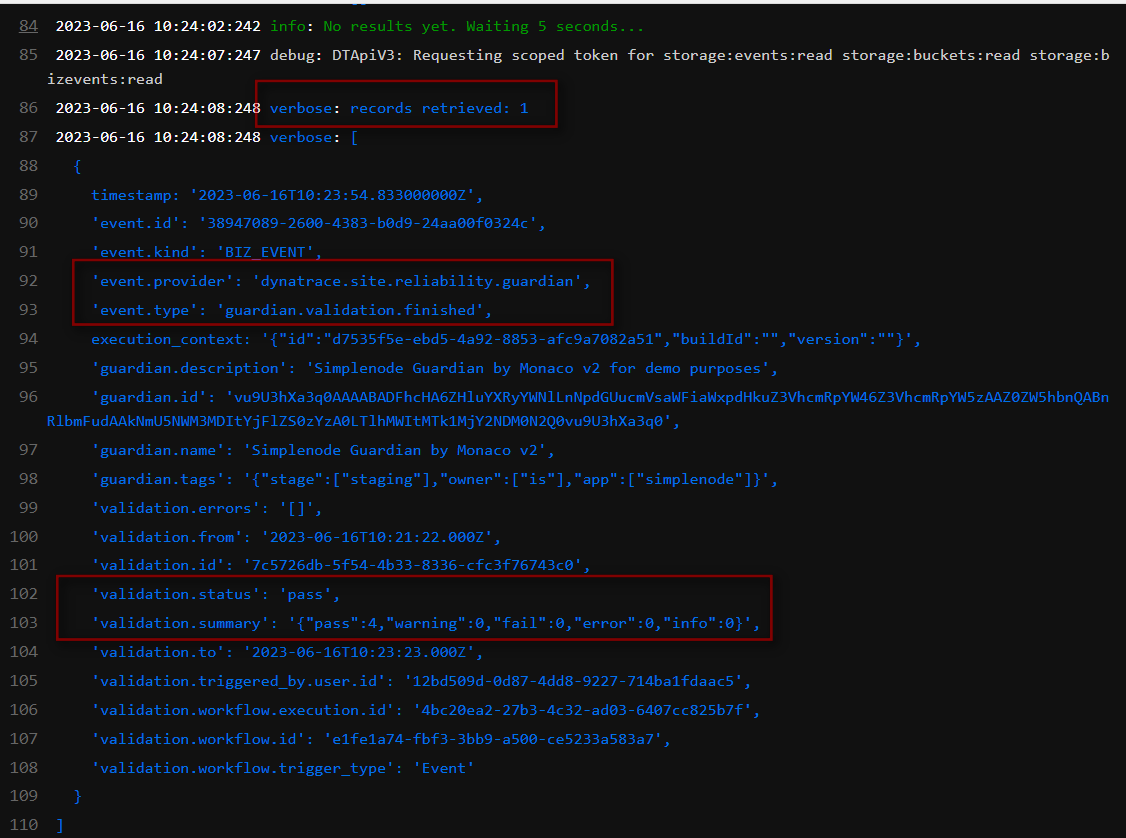 84 2023-06-16 10:24:02:242 info: No results yet. Waiting 5 seconds...
85 2023-06-16 10:24:07:247 debug: DTApiV3: Requesting scoped token for storage:events:read storage:buckets:read storage:b
izevents:read
86 2023-06-16 10:24:08:248 verbose: records retrieved: 1
87 2023-06-16 10:24:08:248 verbose: [
88 {
89 timestamp: '2023-06-16T10:23:54.833000000Z',
90 'event.id': '38947089-2600-4383-b0d9-24aa00f0324c',
91 'event.kind': 'BIZ_EVENT',
92 'event.provider': 'dynatrace.site.reliability.guardian',
93 'event.type': 'guardian.validation.finished',
94 execution_context: '{"id":"d7535f5e-ebd5-4a92-8853-afc9a7082a51","buildId":"","version":""}',
95 'guardian.description': 'Simplenode Guardian by Monaco v2 for demo purposes',
96 'guardian.id': 'vu9U3hXa3q0AAAABADFhcHA6ZHluYXRyYWNlLnNpdGUucmVsaWFiaWxpdHkuZ3VhcmRpYW46Z3VhcmRpYW5zAAZ0ZW5hbnQABn
RlbmFudAAkNmU5NWM3MDItYjFlZS0zYzA0LTlhMWItMTk1MjY2NDM0N2Q0vu9U3hXa3q0',
97 'guardian.name': 'Simplenode Guardian by Monaco v2',
98 'guardian.tags': '{"stage":["staging"],"owner":["is"],"app":["simplenode"]}',
99 'validation.errors': '[]',
100 'validation.from': '2023-06-16T10:21:22.000Z',
101 'validation.id': '7c5726db-5f54-4b33-8336-cfc3f76743c0',
102 'validation.status': 'pass',
103 'validation.summary': '{"pass":4,"warning":0,"fail":0,"error":0,"info":0}',
104 'validation.to': '2023-06-16T10:23:23.000Z',
105 'validation.triggered_by.user.id': '12bd509d-0d87-4dd8-9227-714ba1fdaac5',
106 'validation.workflow.execution.id': '4bc20ea2-27b3-4c32-ad03-6407cc825b7f',
107 'validation.workflow.id': 'e1fe1a74-fbf3-3bb9-a500-ce5233a583a7',
108 'validation.workflow.trigger_type': 'Event'
109 }
110 ]